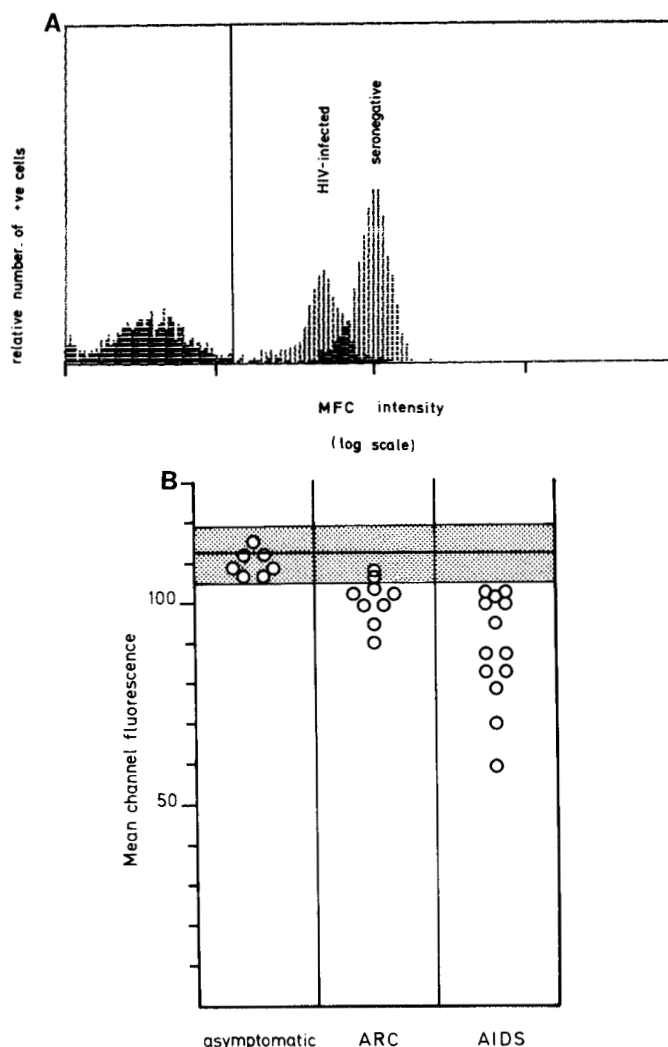 A
relative number. of +ve cells
HIV-infected
seronegative
MFC intensity
(log scale)
B
Mean channel fluorescence
100
50
asymptomatic ARC AIDS